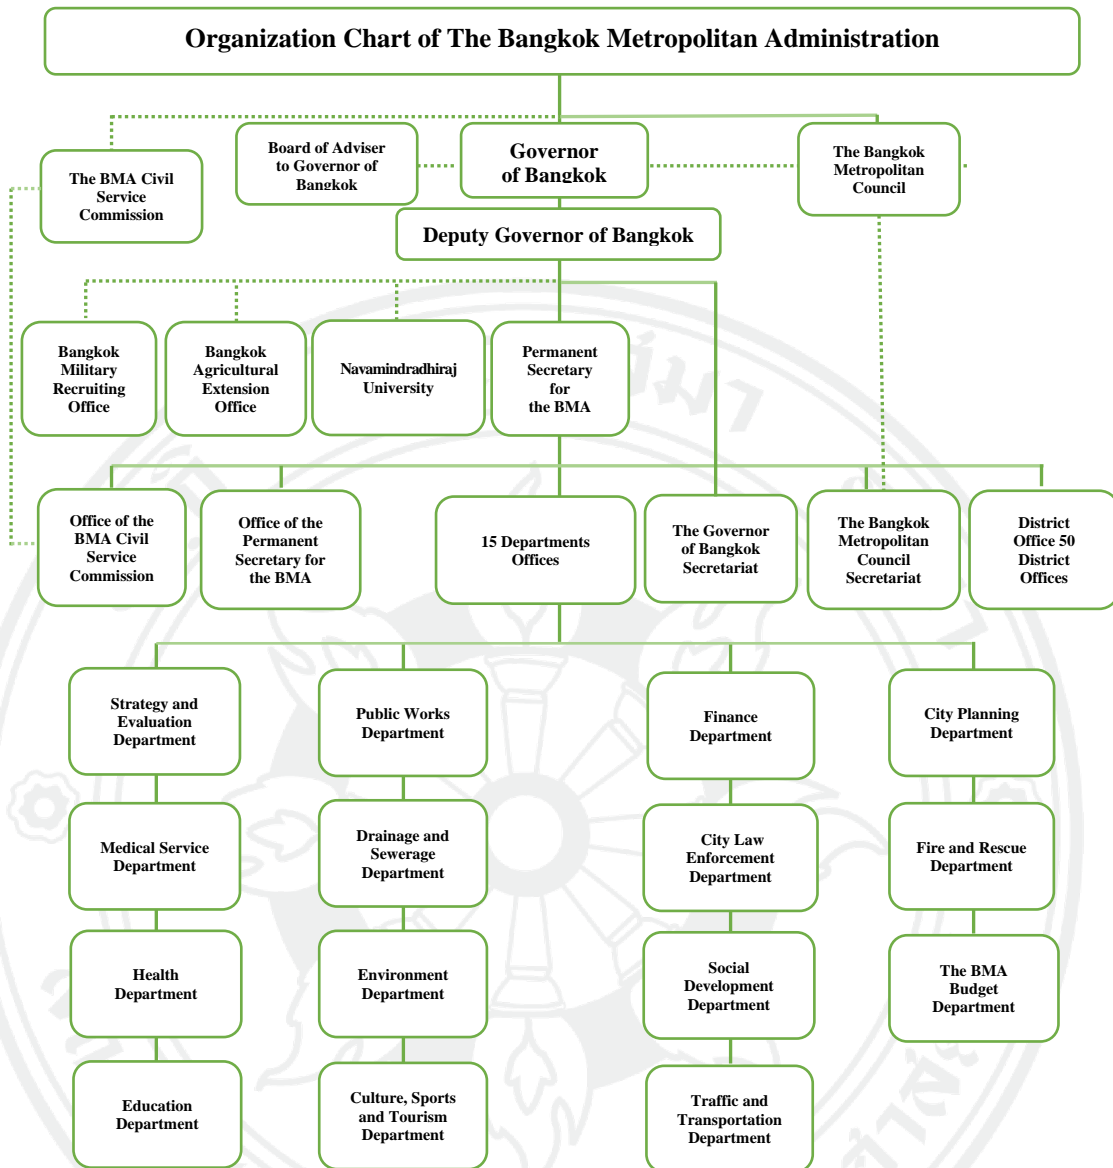 Organization Chart of The Bangkok Metropolitan Administration
The BMA Civil
Service
Commission
Board of Adviser
to Governor of
Bangkok
Governor
of Bangkok
The Bangkok
Metropolitan
Council
Deputy Governor of Bangkok
Bangkok
Military
Recruiting
Office
Bangkok
Agricultural
Extension
Office
Navamindradhiraj
University
Permanent
Secretary
for
the BMA
Office of the
BMA Civil
Service
Commission
Office of the
Permanent
Secretary for
the BMA
15 Departments
Offices
The Governor
of Bangkok
Secretariat
The Bangkok
Metropolitan
Council
Secretariat
District
Office 50
District
Offices
Strategy and
Evaluation
Department
Public Works
Department
Finance
Department
City Planning
Department
Medical Service
Department
Drainage and
Sewerage
Department
City Law
Enforcement
Department
Fire and Rescue
Department
Health
Department
Environment
Department
Social
Development
Department
The BMA
Budget
Department
Education
Department
Culture, Sports
and Tourism
Department
Traffic and
Transportation
Department